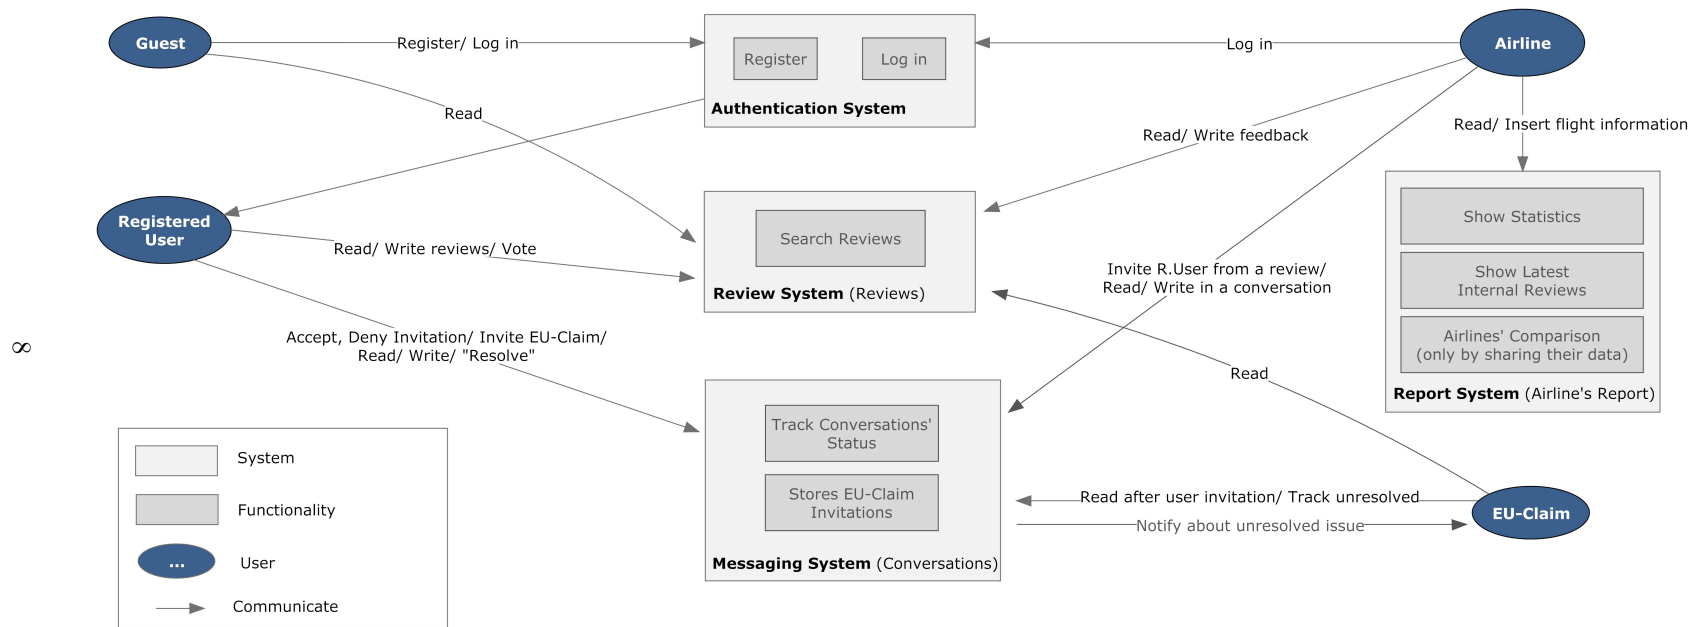 Guest
Register/ Log in
Register
Log in
Authentication System
Log in
Airline
Read
Read/ Write feedback
Read/ Insert flight information
Registered
User
Read/ Write reviews/ Vote
Search Reviews
Review System (Reviews)
Invite R.User from a review/
Read/ Write in a conversation
Show Statistics
Show Latest
Internal Reviews
Airlines' Comparison
(only by sharing their data)
Report System (Airline's Report)
Accept, Deny Invitation/ Invite EU-Claim/
Read/ Write/ "Resolve"
8
Read
Track Conversations'
Status
Stores EU-Claim
Invitations
Messaging System (Conversations)
Read after user invitation/ Track unresolved
Notify about unresolved issue
EU-Claim
System
Functionality
...
User
Communicate